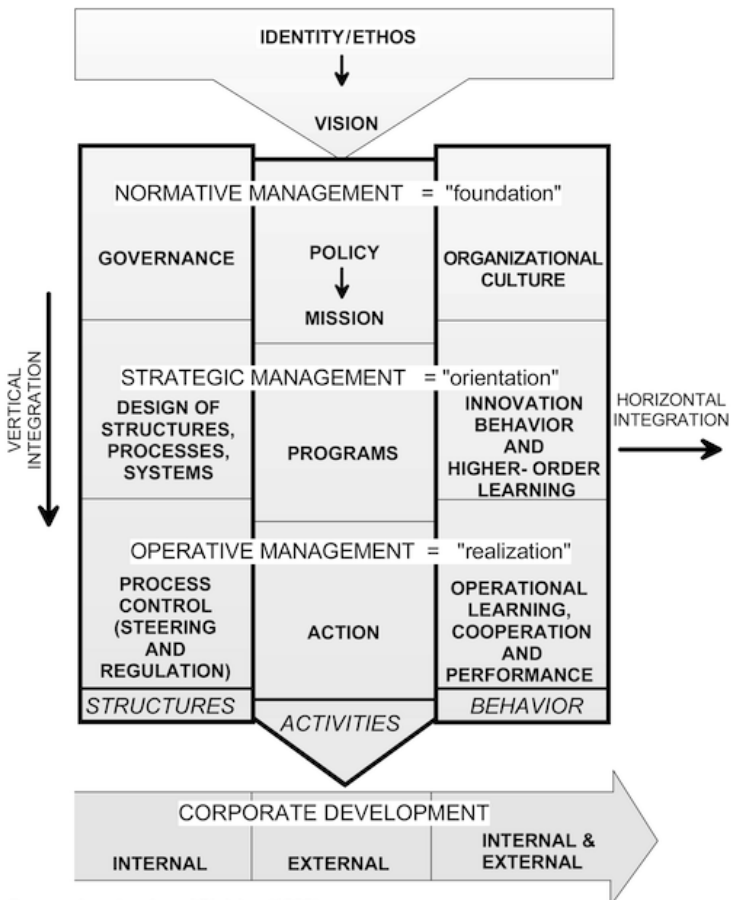 IDENTITY/ETHOS
VISION
NORMATIVE MANAGEMENT = "foundation"
GOVERNANCE
POLICY
MISSION
ORGANIZATIONAL
CULTURE
VERTICAL
INTEGRATION
STRATEGIC MANAGEMENT = "orientation"
DESIGN OF
STRUCTURES,
PROCESSES,
SYSTEMS
PROGRAMS
INNOVATION
BEHAVIOR
AND
HIGHER- ORDER
LEARNING
HORIZONTAL
INTEGRATION
OPERATIVE MANAGEMENT = "realization"
PROCESS
CONTROL
(STEERING
AND
REGULATION)
ACTION
OPERATIONAL
LEARNING,
COOPERATION
AND
PERFORMANCE
STRUCTURES
ACTIVITIES
BEHAVIOR
CORPORATE DEVELOPMENT
INTERNAL
EXTERNAL
INTERNAL &
EXTERNAL